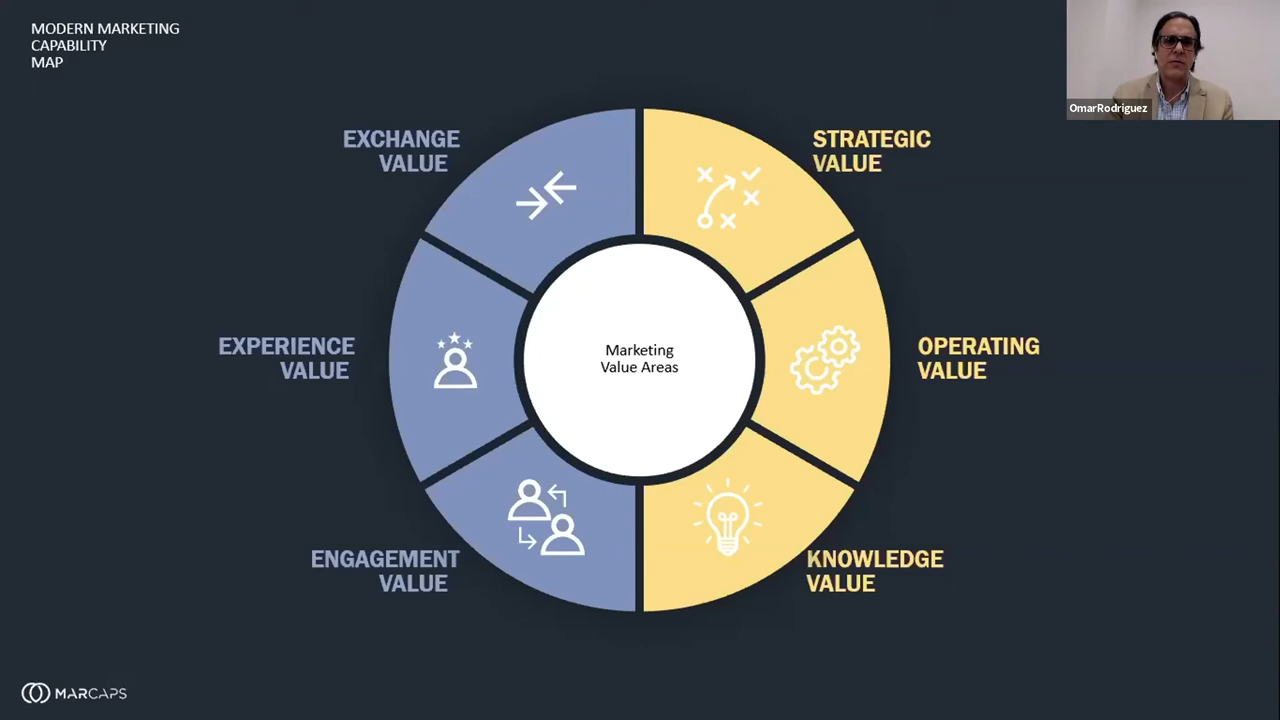 MODERN MARKETING
CAPABILITY
MAP
OmarRodriguez
EXCHANGE
VALUE
STRATEGIC
VALUE
EXPERIENCE
VALUE
Marketing
Value Areas
OPERATING
VALUE
ENGAGEMENT
VALUE
KNOWLEDGE
VALUE
MARCAPS